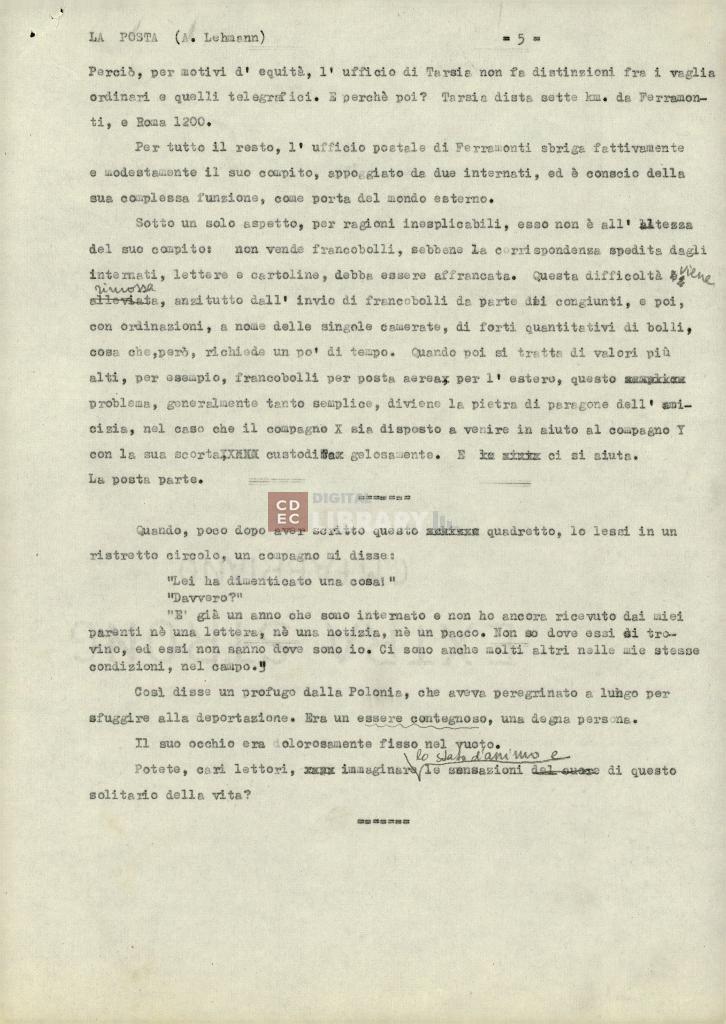 LA POSTA (A. Lehmann) = 5 =
Perciò, per motivi d' equità, l' ufficio di Tarsia non fa distinzioni fra i vaglia
ordinari e quelli telegrafici. E perchè poi? Tarsia dista sette km. da Ferramon-
ti, e Roma 1200.
Per tutto il resto, l' ufficio postale di Ferramonti sbriga fattivamente
e modestamente il suo compito, appoggiato da due internati, ed è conscio della
sua complessa funzione, come porta del mondo esterno.
Sotto un solo aspetto, per ragioni inesplicabili, esso non è all' altezza
del suo compito: non vende francobolli, sebbene la corrispondenza spedita dagli
internati, lettere e cartoline, debba essere affrancata. Questa difficoltà viene
rimossa
alleviata, anzitutto dall' invio di francobolli da parte dei congiunti, e poi,
con ordinazioni, a nome delle singole camerate, di forti quantitativi di bolli,
cosa che,però, richiede un po' di tempo. Quando poi si tratta di valori più
alti, per esempio, francobolli per posta aerea, per l' estero, questo
problema, generalmente tanto semplice, diviene la pietra di paragone dell' ami-
cizia, nel caso che il compagno X sia disposto a venire in aiuto al compagno Y
con la sua scorta, custodita gelosamente. E ci si aiuta.
La posta parte.
=======
CDEC DIGITAL LIBRARY
Quando, poco dopo aver scritto questo quadretto, lo lessi in un
ristretto circolo, un compagno mi disse:
"Lei ha dimenticato una cosa!"
"Davvero?"
"E' già un anno che sono internato e non ho ancora ricevuto dai miei
parenti nè una lettera, nè una notizia, nè un pacco. Non so dove essi si tro-
vino, ed essi non sanno dove sono io. Ci sono anche molti altri nelle mie stesse
condizioni, nel campo."
Così disse un profugo dalla Polonia, che aveva peregrinato a lungo per
sfuggire alla deportazione. Era un essere contegnoso, una degna persona.
Il suo occhio era dolorosamente fisso nel vuoto.
lo stato d'animo e
Potete, cari lettori, immaginare le sensazioni dal cuore di questo
solitario della vita?
=======